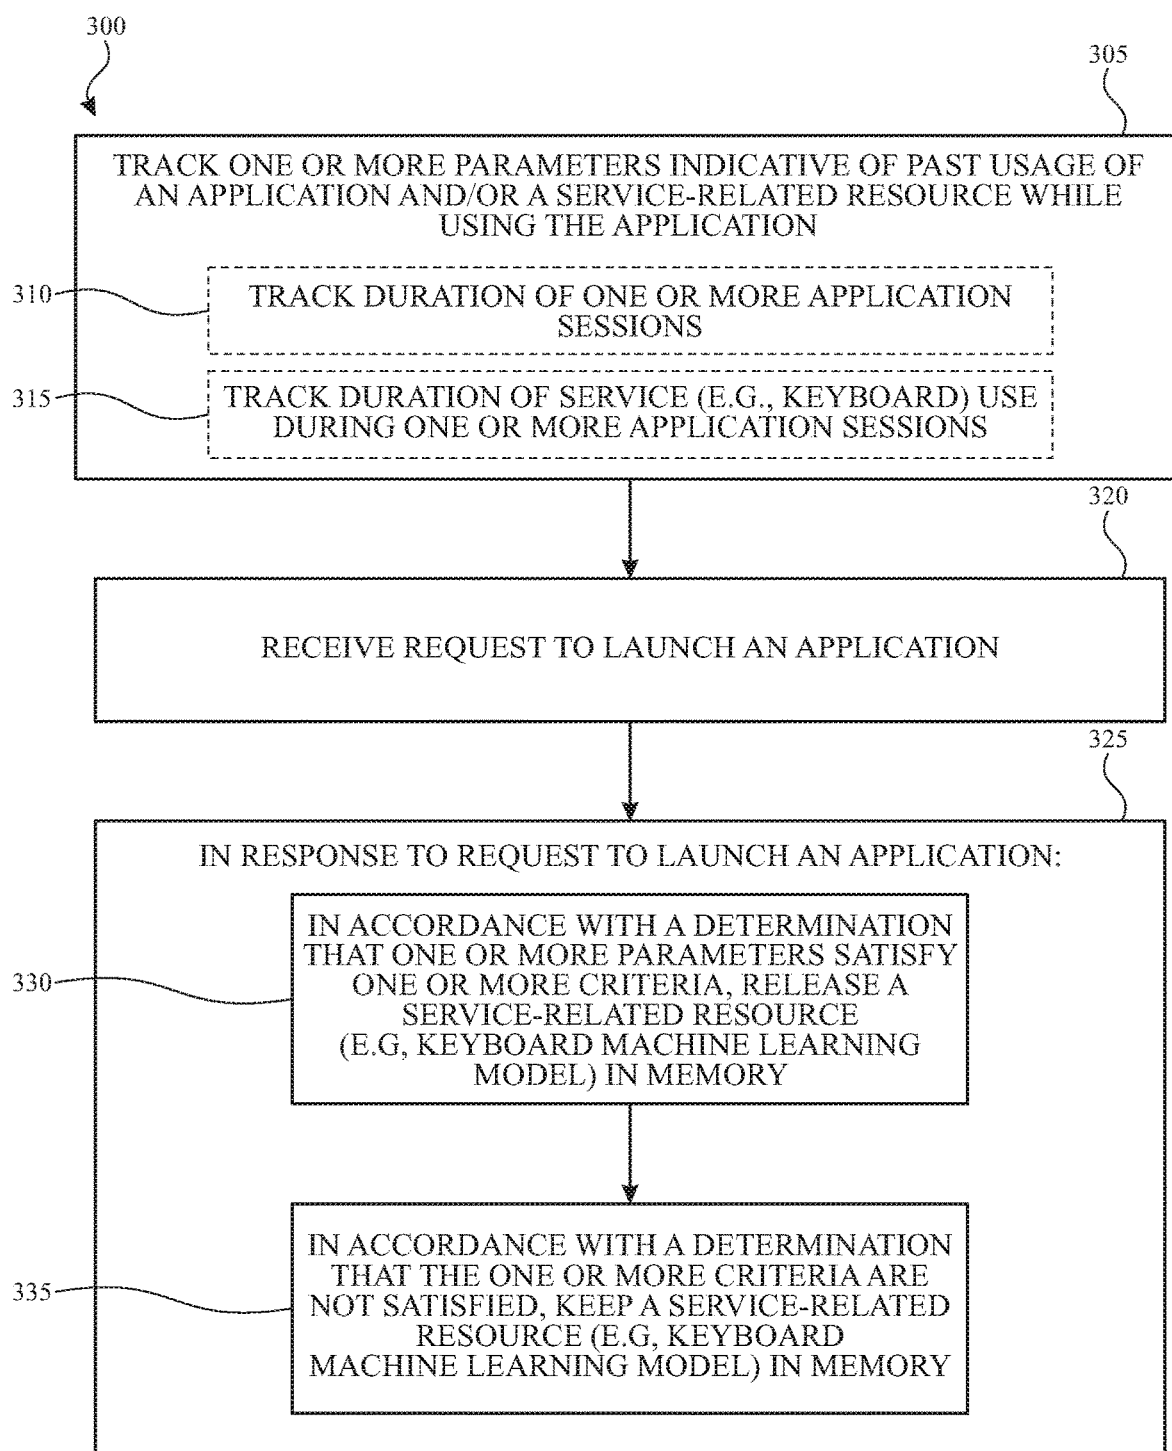 300
305
TRACK ONE OR MORE PARAMETERS INDICATIVE OF PAST USAGE OF
AN APPLICATION AND/OR A SERVICE-RELATED RESOURCE WHILE
USING THE APPLICATION
310
TRACK DURATION OF ONE OR MORE APPLICATION
SESSIONS
315
TRACK DURATION OF SERVICE (E.G., KEYBOARD) USE
DURING ONE OR MORE APPLICATION SESSIONS
320
RECEIVE REQUEST TO LAUNCH AN APPLICATION
325
IN RESPONSE TO REQUEST TO LAUNCH AN APPLICATION:
330
IN ACCORDANCE WITH A DETERMINATION
THAT ONE OR MORE PARAMETERS SATISFY
ONE OR MORE CRITERIA, RELEASE A
SERVICE-RELATED RESOURCE
(E.G, KEYBOARD MACHINE LEARNING
MODEL) IN MEMORY
335
IN ACCORDANCE WITH A DETERMINATION
THAT THE ONE OR MORE CRITERIA ARE
NOT SATISFIED, KEEP A SERVICE-RELATED
RESOURCE (E.G, KEYBOARD
MACHINE LEARNING MODEL) IN MEMORY